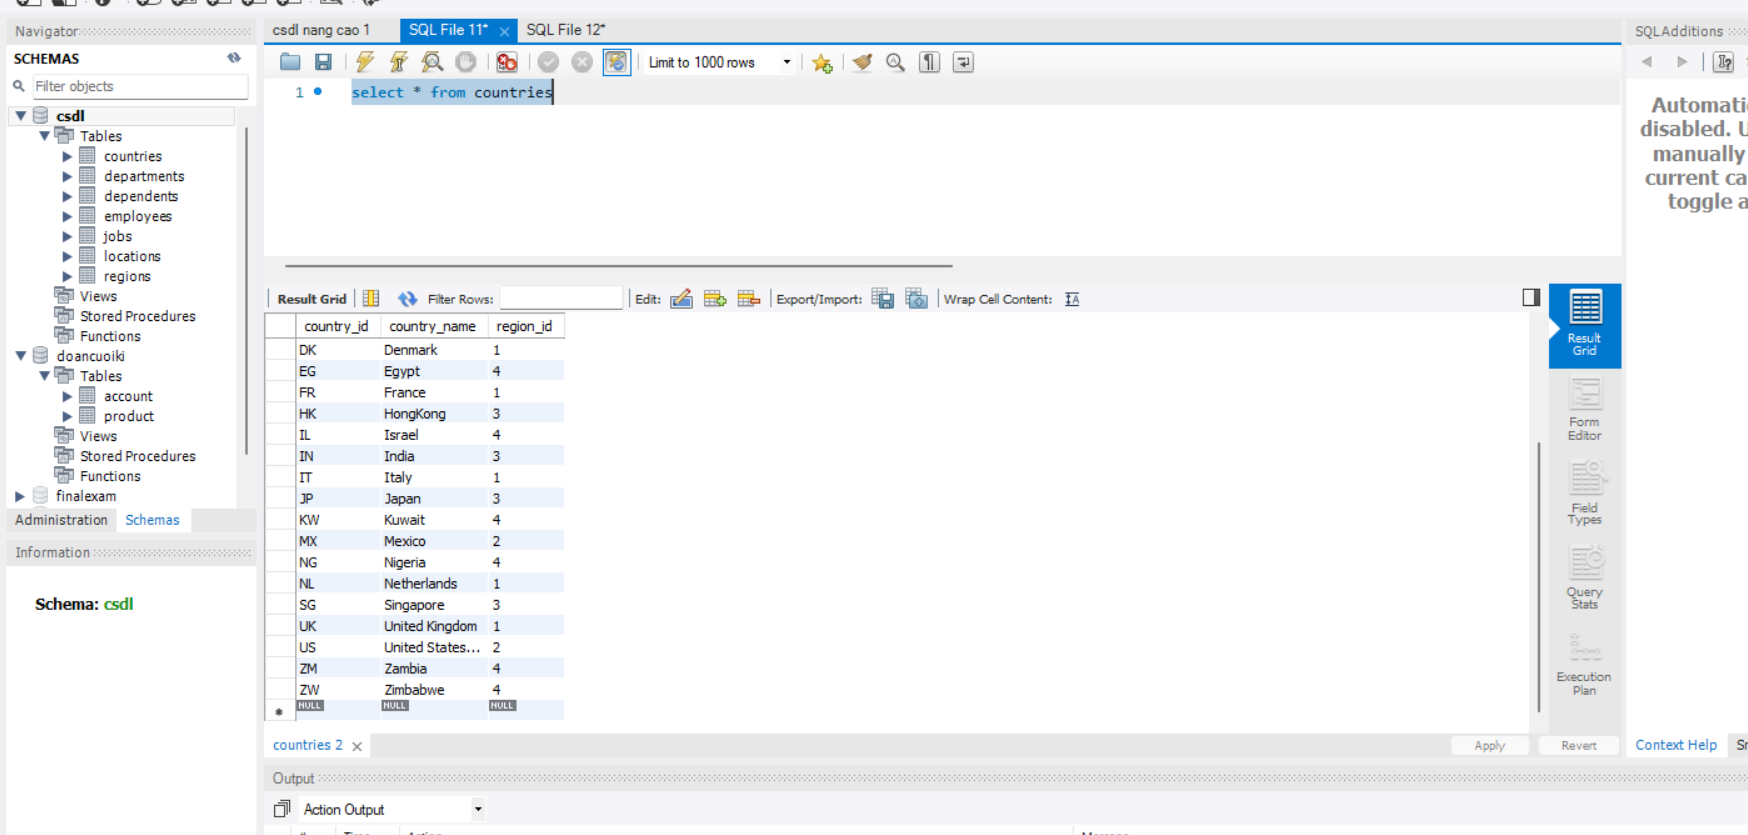 Navigator
SCHEMAS
Filter objects
csdl
Tables
countries
departments
dependents
employees
jobs
locations
regions
Views
Stored Procedures
Functions
doancuoiki
Tables
account
product
Views
Stored Procedures
Functions
finalexam
Administration Schemas
Information
Schema: csdl
csdl nang cao 1 SQL File 11* SQL File 12*
Limit to 1000 rows
1 select * from countries
Result Grid Filter Rows: Edit: Export/Import: Wrap Cell Content:
country_id country_name region_id
DK Denmark 1
EG Egypt 4
FR France 1
HK HongKong 3
IL Israel 4
IN India 3
IT Italy 1
JP Japan 3
KW Kuwait 4
MX Mexico 2
NG Nigeria 4
NL Netherlands 1
SG Singapore 3
UK United Kingdom 1
US United States... 2
ZM Zambia 4
ZW Zimbabwe 4
NULL NULL NULL
Result
Grid
Form
Editor
Field
Types
Query
Stats
Execution
Plan
countries 2 Apply Revert
Output
Action Output
# Time Action Message
SQLAdditions
Automati
disabled. U
manually
current ca
toggle a
Context Help